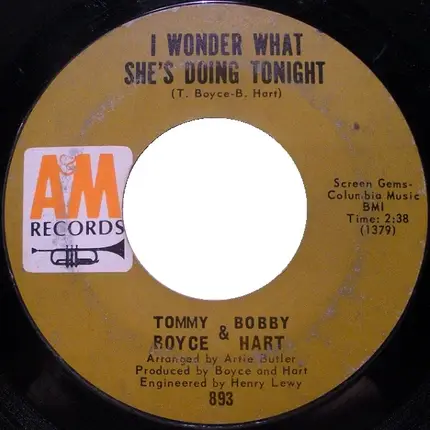 I WONDER WHAT
SHE'S DOING TONIGHT
(T. Boyce-B. Hart)
AM
RECORDS
Screen Gems-
Columbia Music
BMI
Time: 2:38
(1379)
TOMMY BOBBY
BOYCE & HART
Arranged by Artie Butler
Produced by Boyce and Hart
Engineered by Henry Lewy
893